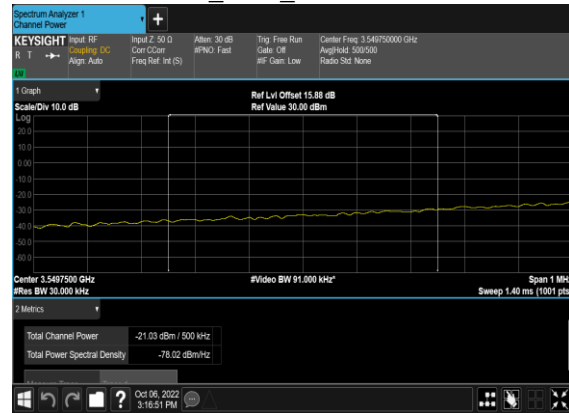 Spectrum Analyzer 1
Channel Power
+
KEYSIGHT Input: RF Input Z: 50 Ω Atten: 30 dB Trig: Free Run Center Freq: 3.549750000 GHz
R T Coupling: DC Corr CCorr #PNO: Fast Gate: Off Avg|Hold: 500/500
Align: Auto Freq Ref: Int (S) #IF Gain: Low Radio Std: None
1 Graph Ref Lvl Offset 15.88 dB
Scale/Div 10.0 dB Ref Value 30.00 dBm
Log
20.0
10.0
0.00
-10.0
-20.0
-30.0
-40.0
-50.0
-60.0
Center 3.5497500 GHz #Video BW 91.000 kHz* Span 1 MH
#Res BW 30.000 kHz Sweep 1.40 ms (1001 pts
2 Metrics
Total Channel Power -21.03 dBm / 500 kHz
Total Power Spectral Density -78.02 dBm/Hz
? Oct 06, 2022
3:16:51 PM